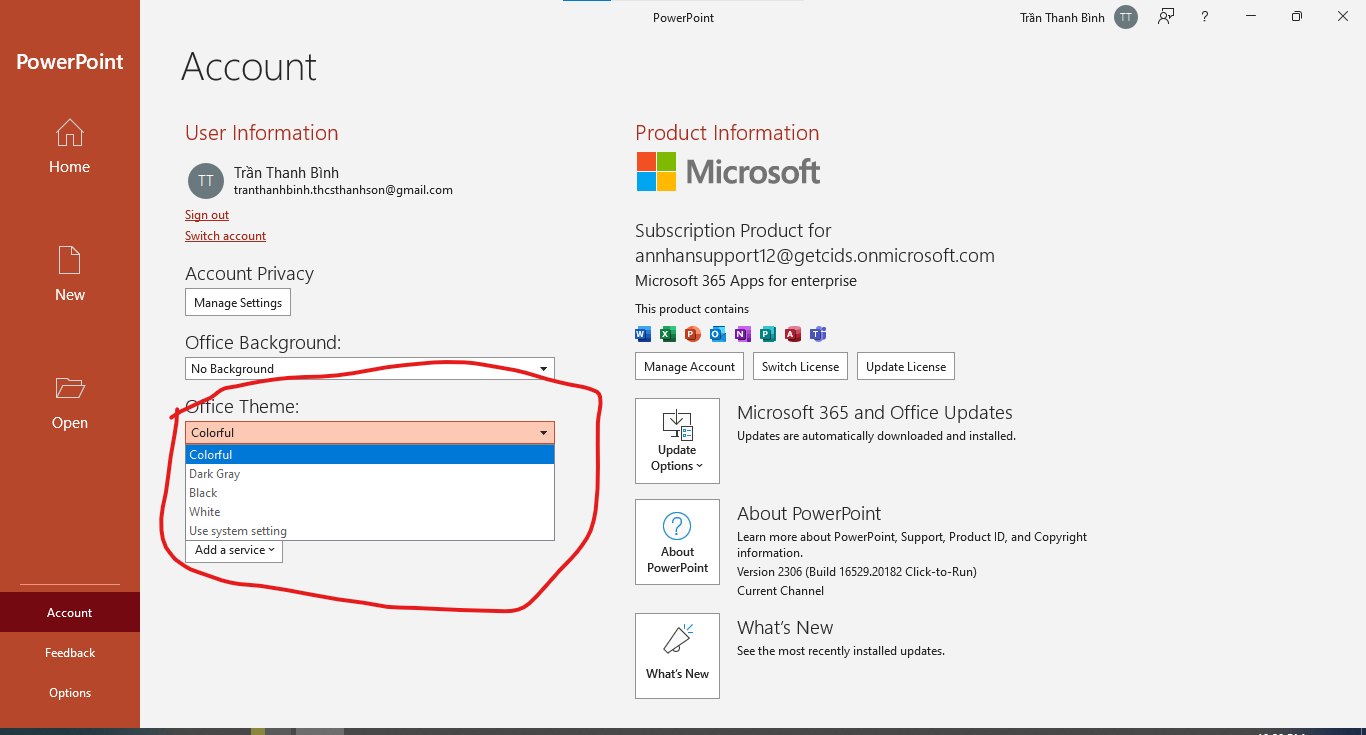 PowerPoint
Trần Thanh Bình
TT
?
PowerPoint
Home
New
Open
Account
Feedback
Options
Account
User Information
TT
Trần Thanh Bình
tranthanhbinh.thcsthanhson@gmail.com
Sign out
Switch account
Account Privacy
Manage Settings
Office Background:
No Background
Office Theme:
Colorful
Colorful
Dark Gray
Black
White
Use system setting
Add a service
Product Information
Microsoft
Subscription Product for
annhansupport12@getcids.onmicrosoft.com
Microsoft 365 Apps for enterprise
This product contains
W X P O N P A T
Manage Account
Switch License
Update License
Update
Options
Microsoft 365 and Office Updates
Updates are automatically downloaded and installed.
?
About
PowerPoint
About PowerPoint
Learn more about PowerPoint, Support, Product ID, and Copyright
information.
Version 2306 (Build 16529.20182 Click-to-Run)
Current Channel
What's New
What's New
See the most recently installed updates.